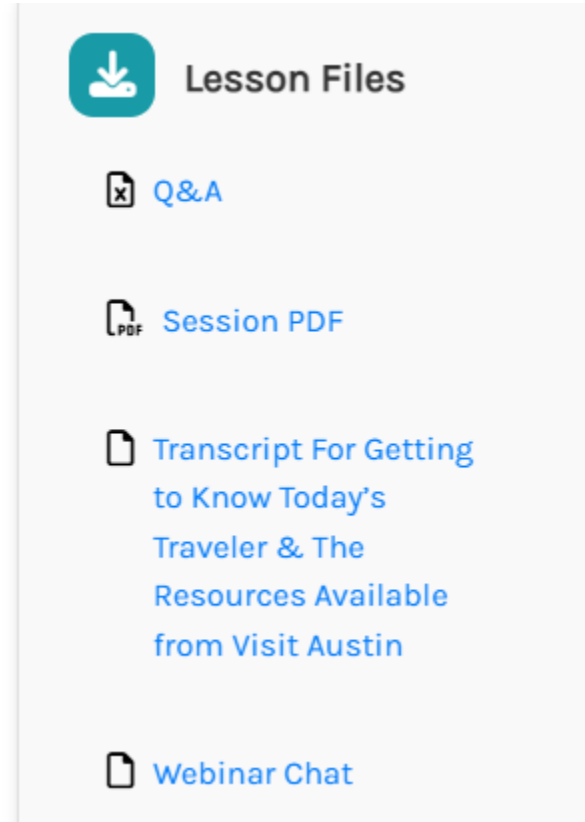 Lesson Files
Q&A
PDF
Session PDF
Transcript For Getting
to Know Today’s
Traveler & The
Resources Available
from Visit Austin
Webinar Chat